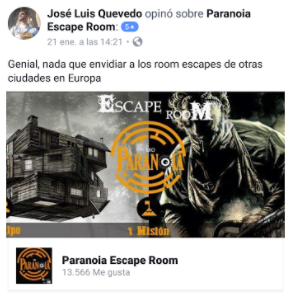 José Luis Quevedo opinó sobre Paranoia
Escape Room: 5★
21 ene. a las 14:21 ·
Genial, nada que envidiar a los room escapes de otras
ciudades en Europa
ESCAPE
ROOM
PARANOIA
ipo
1 Misión
PARANOIA
Paranoia Escape Room
13.566 Me gusta